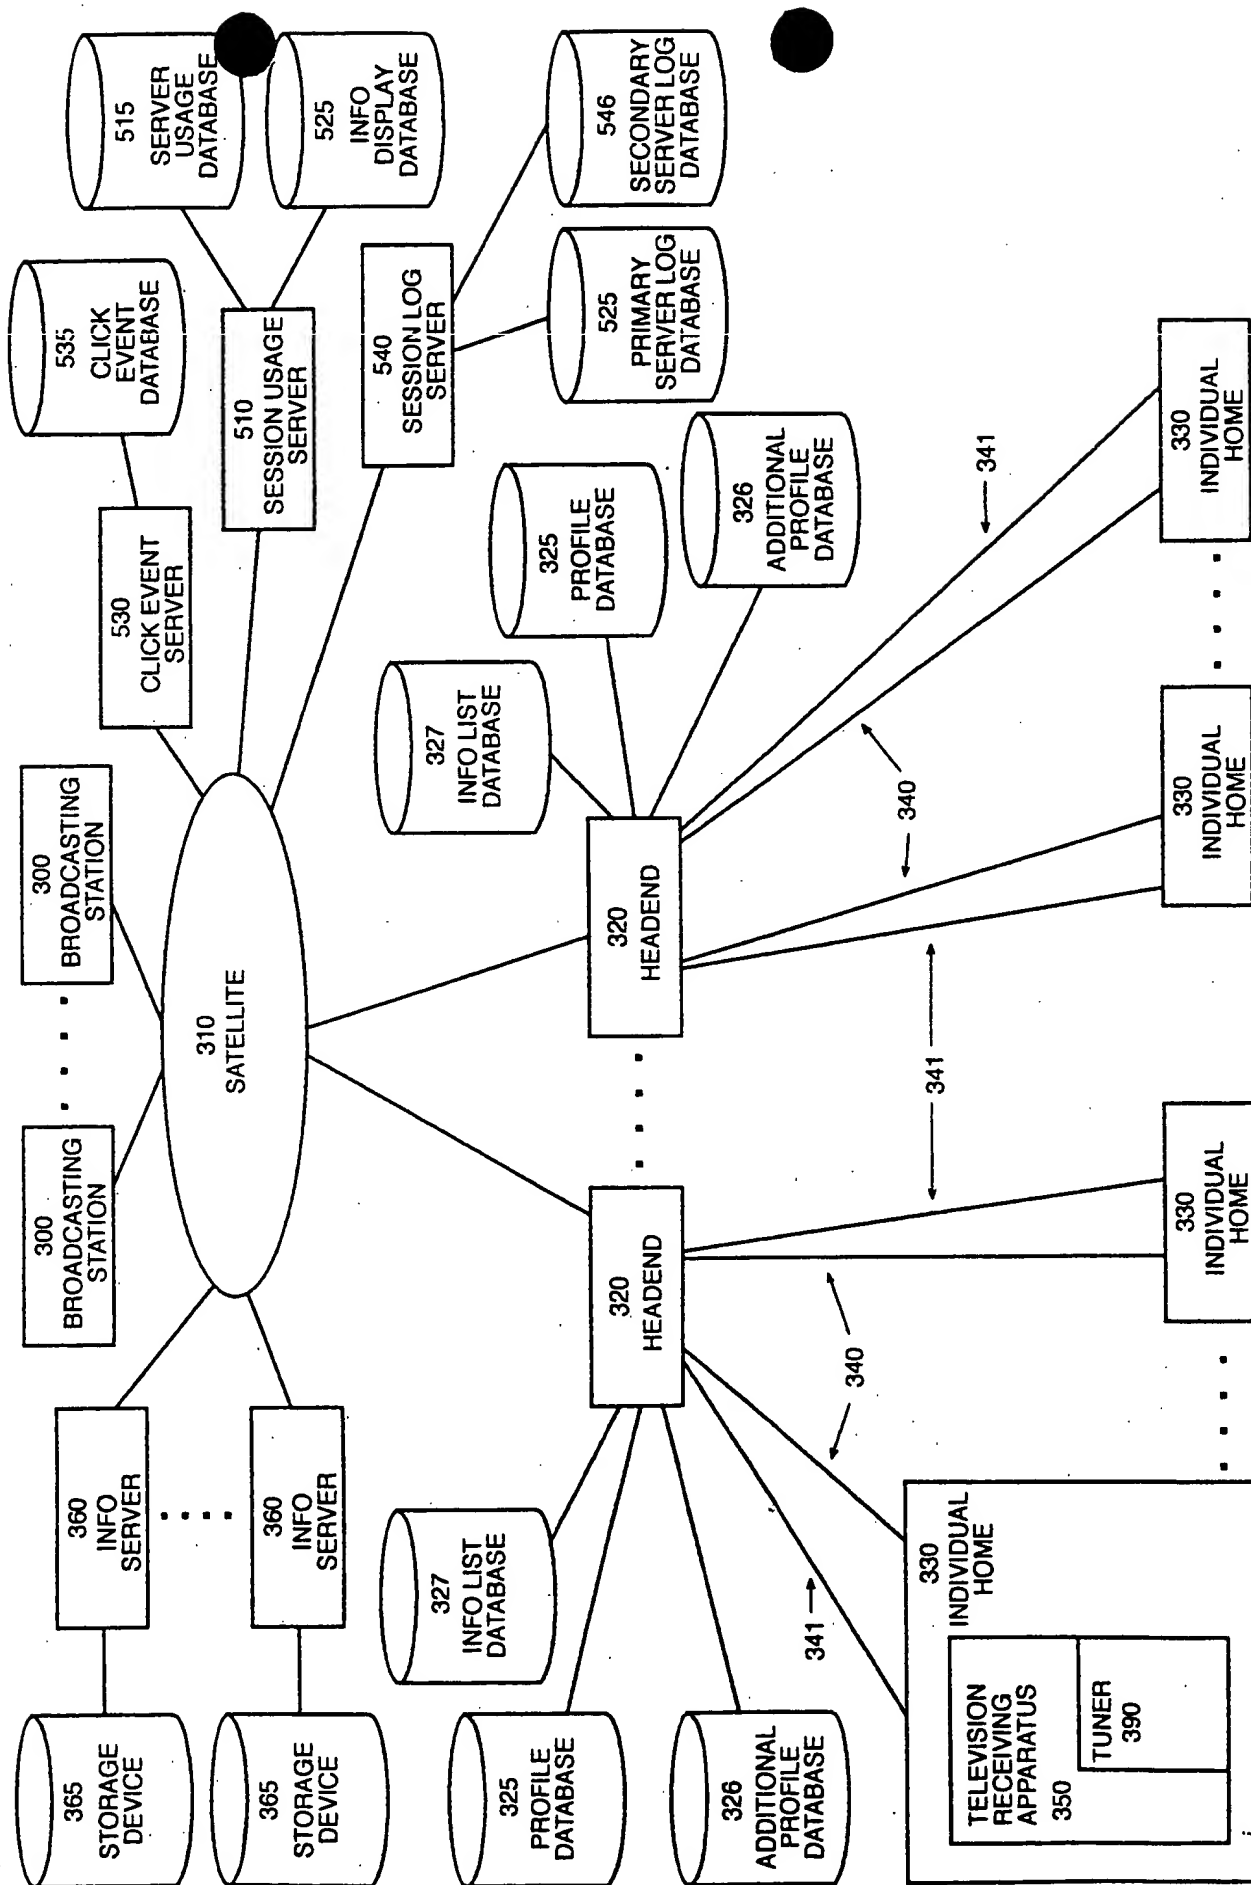 365
STORAGE
DEVICE
365
STORAGE
DEVICE
360
INFO
SERVER
360
INFO
SERVER
300
BROADCASTING
STATION
300
BROADCASTING
STATION
310
SATELLITE
530
CLICK EVENT
SERVER
535
CLICK
EVENT
DATABASE
510
SESSION USAGE
SERVER
515
SERVER
USAGE
DATABASE
525
INFO
DISPLAY
DATABASE
540
SESSION LOG
SERVER
525
PRIMARY
SERVER LOG
DATABASE
546
SECONDARY
SERVER LOG
DATABASE
325
PROFILE
DATABASE
326
ADDITIONAL
PROFILE
DATABASE
327
INFO LIST
DATABASE
320
HEADEND
320
HEADEND
327
INFO LIST
DATABASE
325
PROFILE
DATABASE
326
ADDITIONAL
PROFILE
DATABASE
341
340
341
340
341
330
INDIVIDUAL
HOME
TELEVISION
RECEIVING
APPARATUS
350
TUNER
390
330
INDIVIDUAL
HOME
330
INDIVIDUAL
HOME
330
INDIVIDUAL
HOME